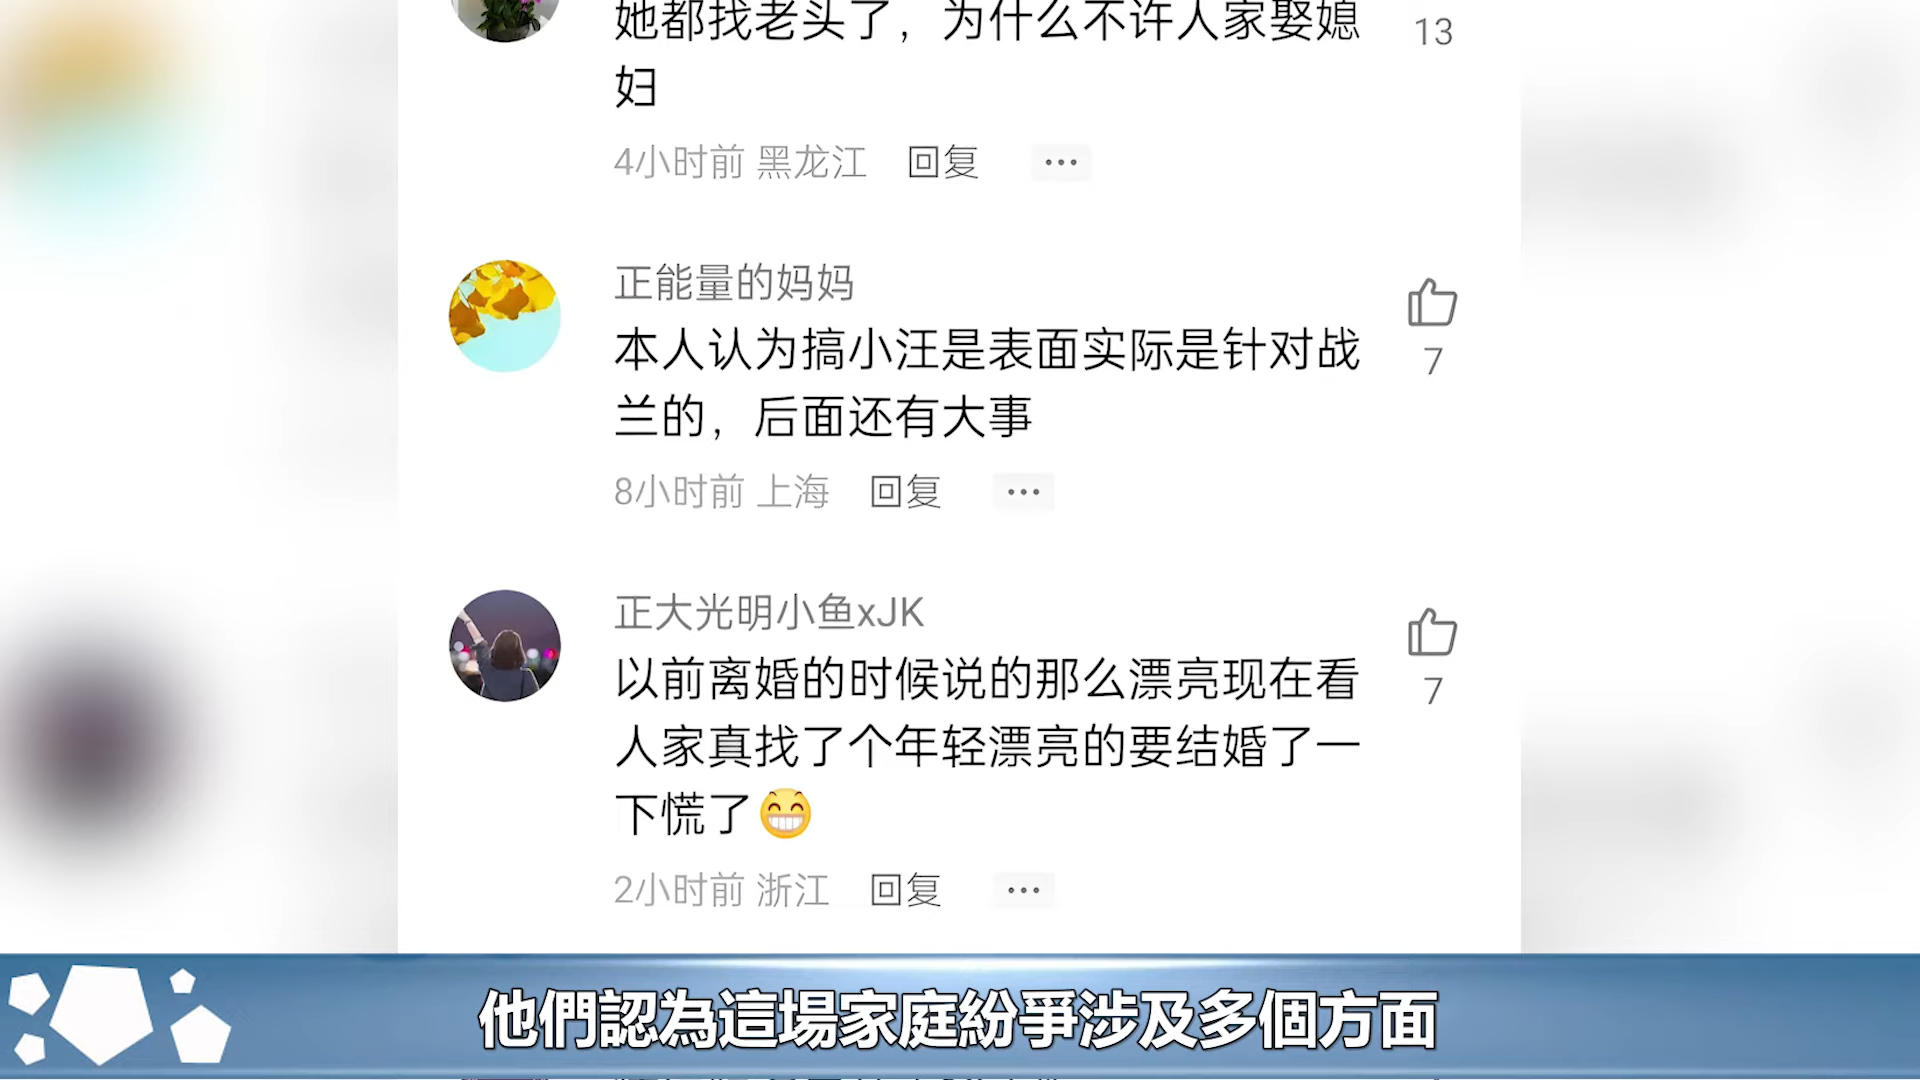 她都找老头了，为什么不许人家娶媳
妇
13
4小时前 黑龙江 回复
正能量的妈妈
本人认为搞小汪是表面实际是针对战
兰的，后面还有大事
7
8小时前 上海 回复
正大光明小鱼xJK
以前离婚的时候说的那么漂亮现在看
人家真找了个年轻漂亮的要结婚了一
下慌了😁
7
2小时前 浙江 回复
他們認為這場家庭紛爭涉及多個方面